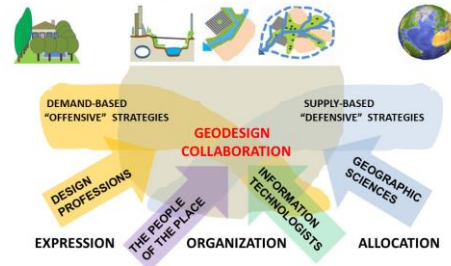 DEMAND-BASED
"OFFENSIVE" STRATEGIES
SUPPLY-BASED
"DEFENSIVE" STRATEGIES
GEODESIGN
COLLABORATION
DESIGN
PROFESSIONS
THE PEOPLE
OF THE PLACE
INFORMATION
TECHNOLOGISTS
GEOGRAPHIC
SCIENCES
EXPRESSION
ORGANIZATION
ALLOCATION